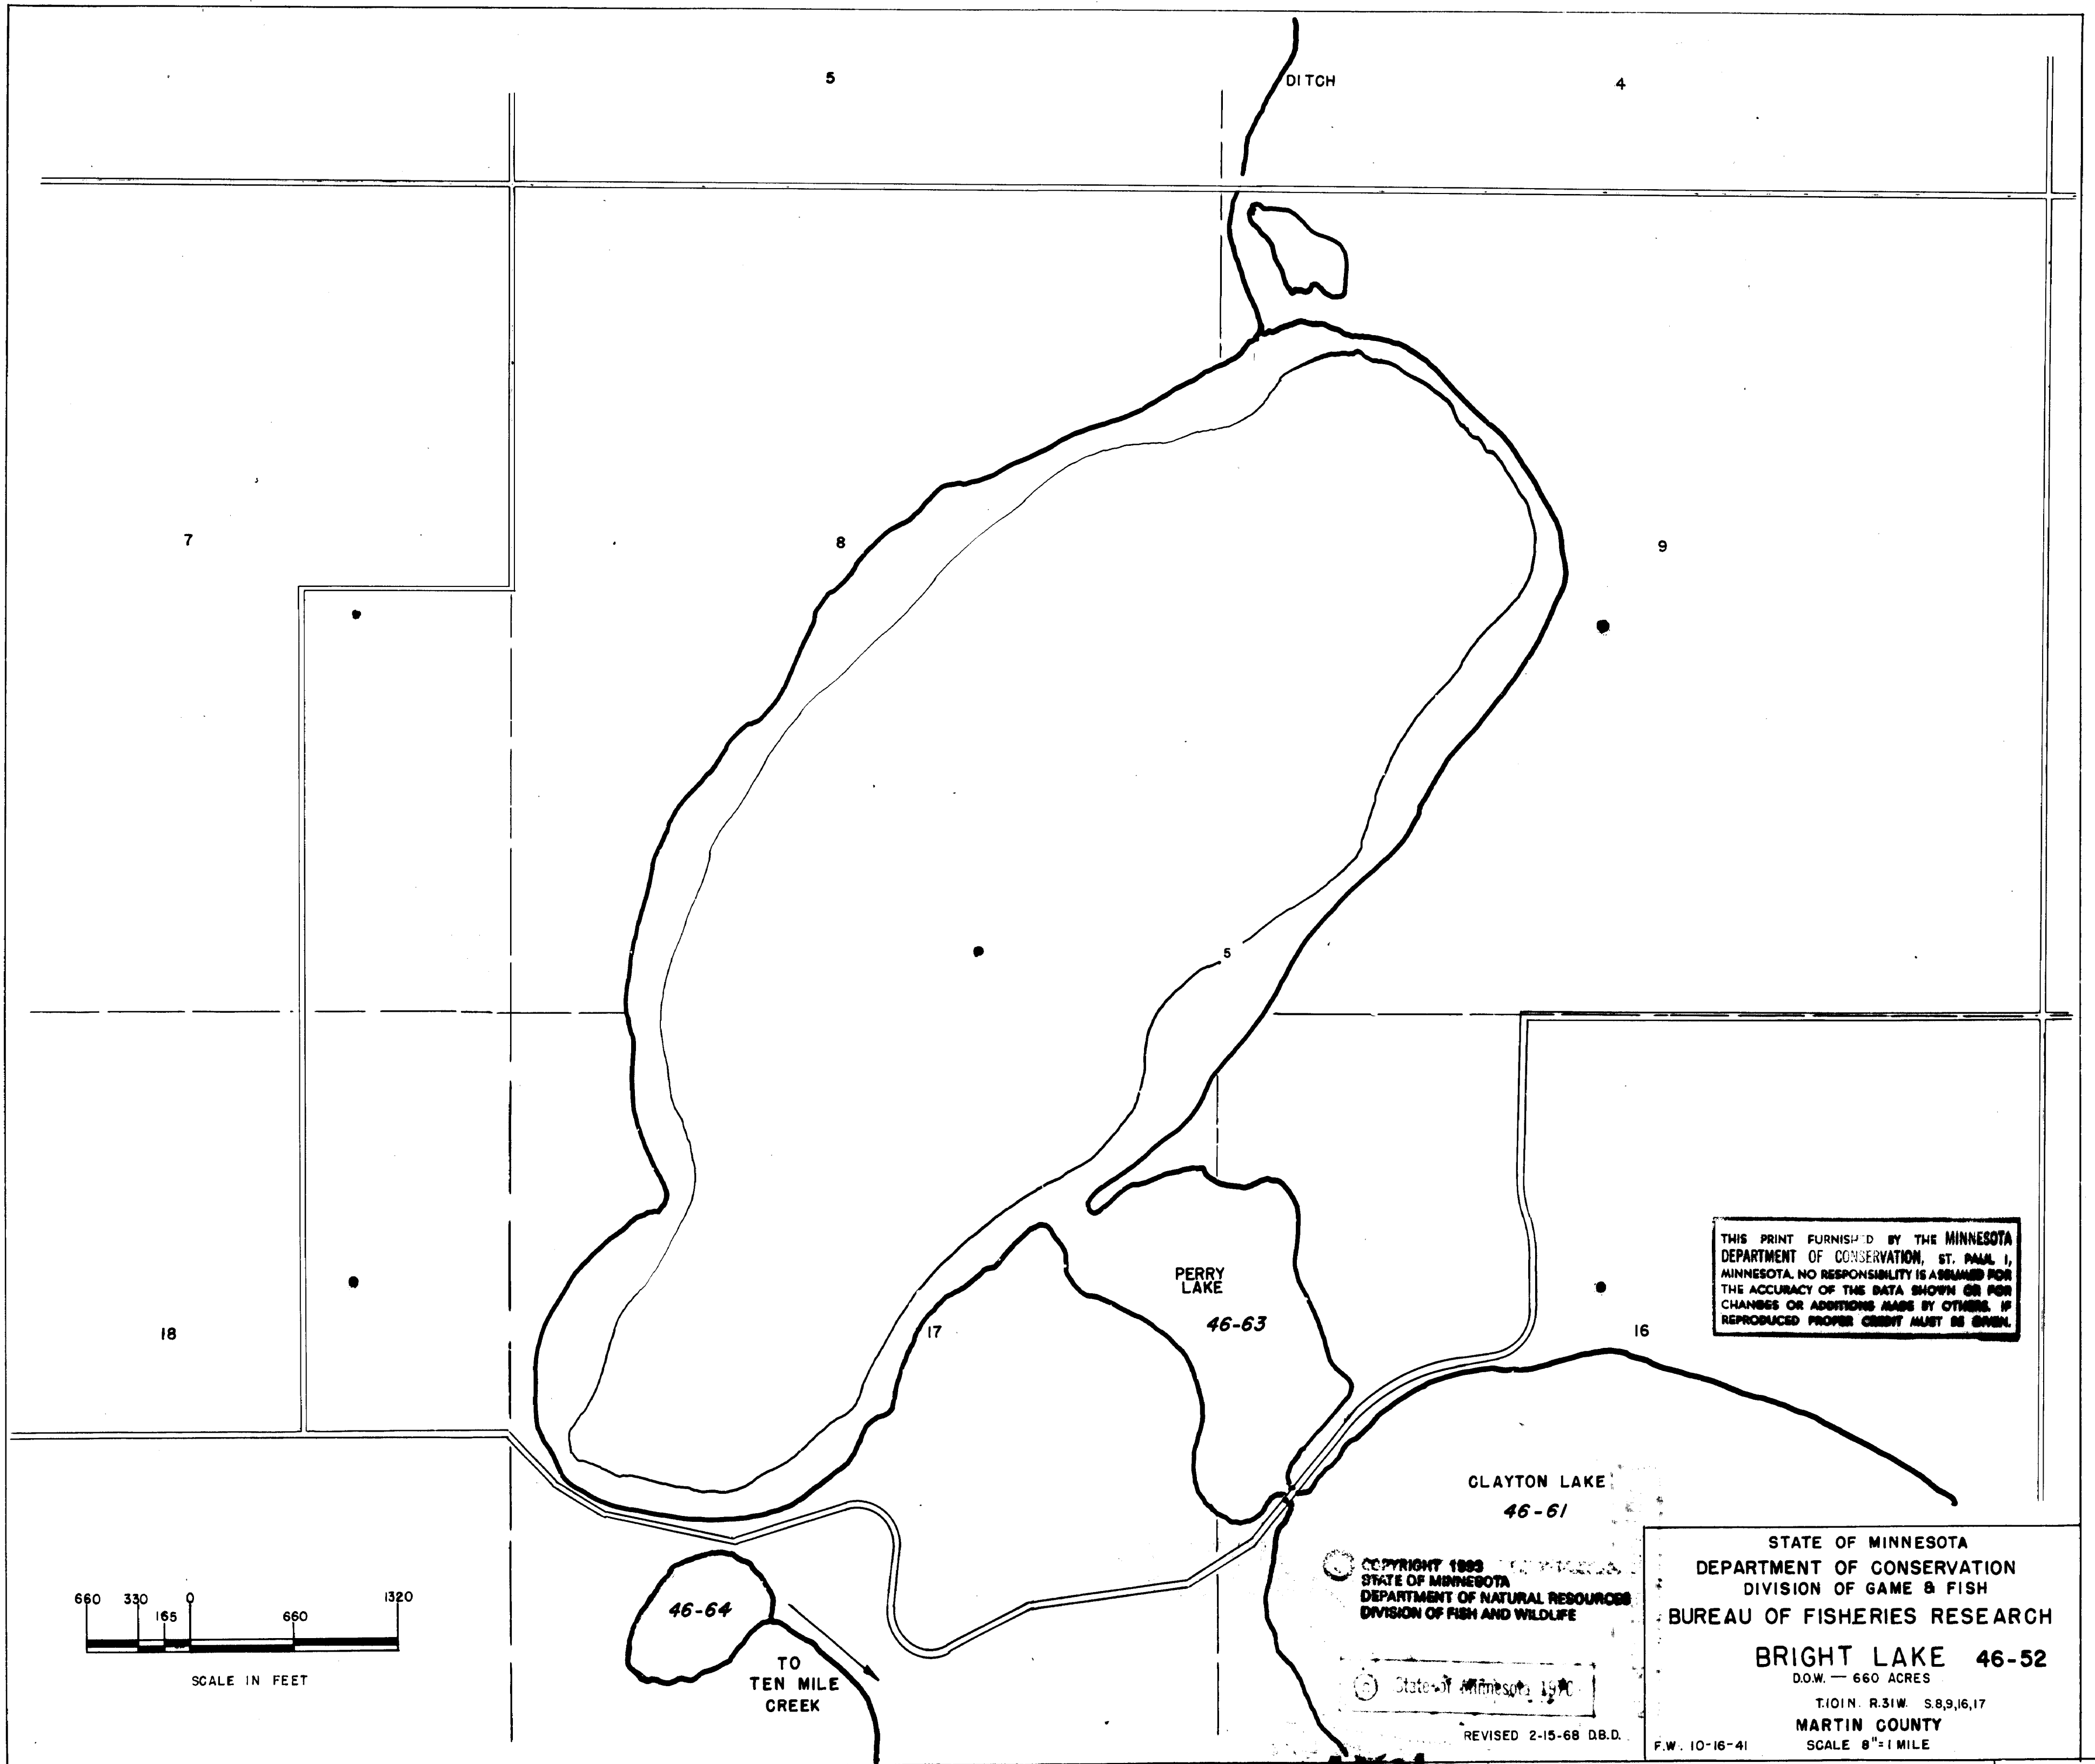 5
DITCH
4
7
8
9
5
PERRY
LAKE
46-63
THIS PRINT FURNISHED BY THE MINNESOTA
DEPARTMENT OF CONSERVATION, ST. PAUL 1,
MINNESOTA. NO RESPONSIBILITY IS ASSUMED FOR
THE ACCURACY OF THE DATA SHOWN OR FOR
CHANGES OR ADDITIONS MADE BY OTHERS. IF
REPRODUCED PROPER CREDIT MUST BE GIVEN.
18
17
16
CLAYTON LAKE
46-61
660 330 165 0 660 1320
SCALE IN FEET
46-64
TO
TEN MILE
CREEK
COPYRIGHT 1993
STATE OF MINNESOTA
DEPARTMENT OF NATURAL RESOURCES
DIVISION OF FISH AND WILDLIFE
State of Minnesota 1970
REVISED 2-15-68 D.B.D.
STATE OF MINNESOTA
DEPARTMENT OF CONSERVATION
DIVISION OF GAME & FISH
BUREAU OF FISHERIES RESEARCH
BRIGHT LAKE 46-52
D.O.W. — 660 ACRES
T.101N. R.31W. S.8,9,16,17
MARTIN COUNTY
F.W. 10-16-41 SCALE 8"=1 MILE